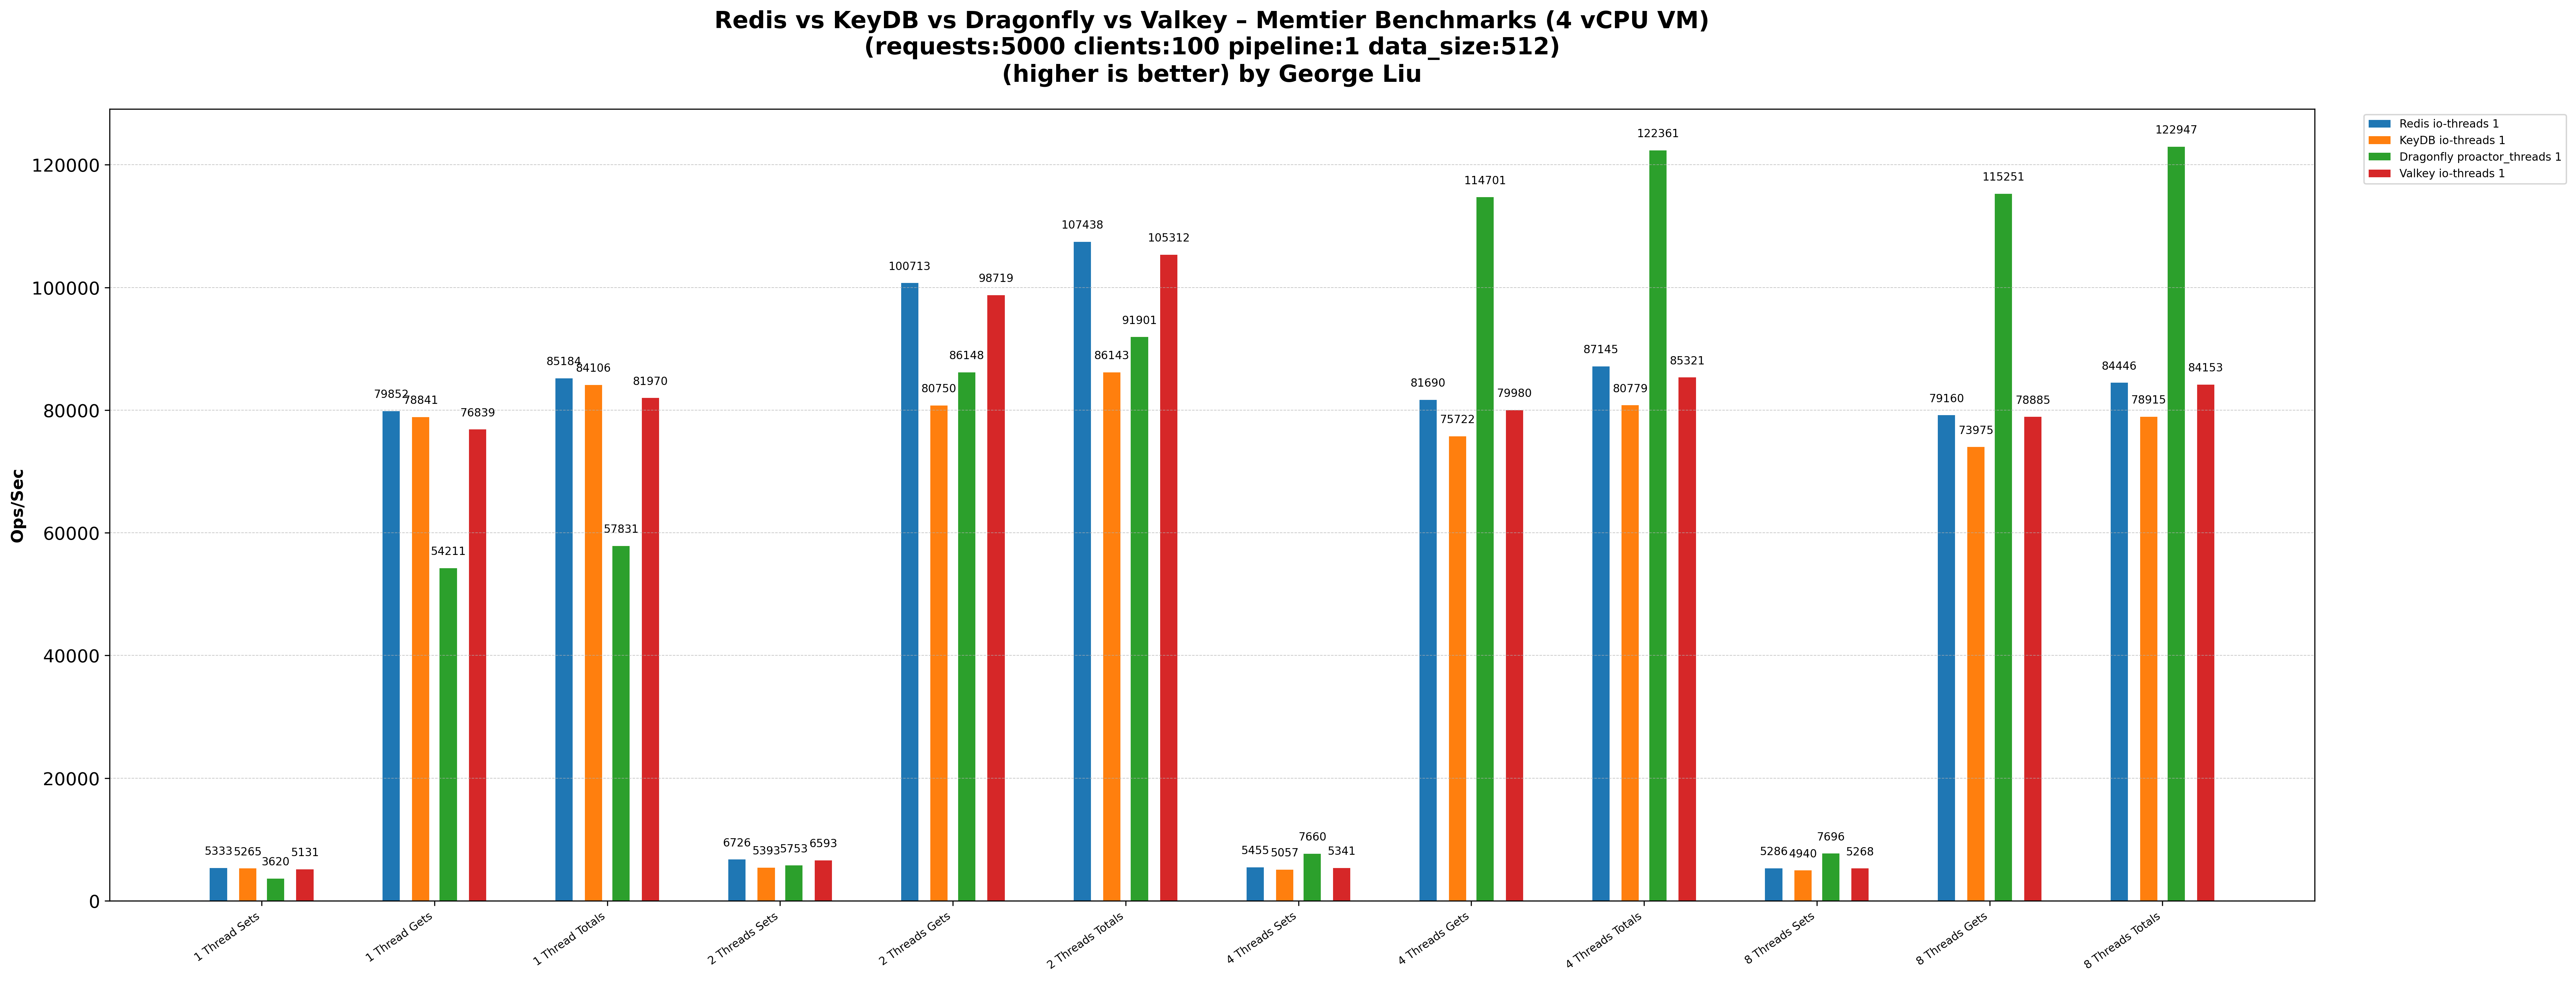 Redis vs KeyDB vs Dragonfly vs Valkey – Memtier Benchmarks (4 vCPU VM)
(requests:5000 clients:100 pipeline:1 data_size:512)
(higher is better) by George Liu
Redis io-threads 1
KeyDB io-threads 1
Dragonfly proactor_threads 1
Valkey io-threads 1
Ops/Sec
120000
100000
80000
60000
40000
20000
0
5333
5265
3620
5131
79852
78841
54211
76839
85184
84106
57831
81970
6726
5393
5753
6593
100713
80750
86148
98719
107438
86143
91901
105312
5455
5057
7660
5341
81690
75722
114701
79980
87145
80779
122361
85321
5286
4940
7696
5268
79160
73975
115251
78885
84446
78915
122947
84153
1 Thread Sets
1 Thread Gets
1 Thread Totals
2 Threads Sets
2 Threads Gets
2 Threads Totals
4 Threads Sets
4 Threads Gets
4 Threads Totals
8 Threads Sets
8 Threads Gets
8 Threads Totals